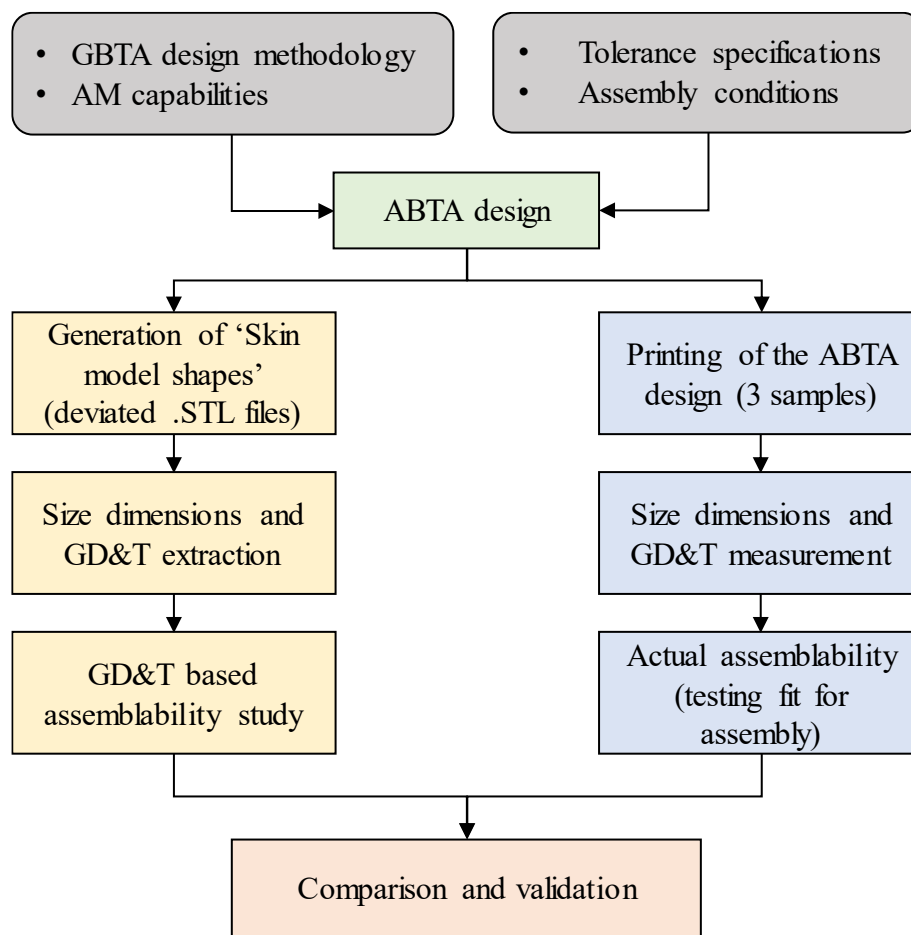 • GBTA design methodology
• AM capabilities
• Tolerance specifications
• Assembly conditions
ABTA design
Generation of ‘Skin
model shapes’
(deviated .STL files)
Size dimensions and
GD&T extraction
GD&T based
assemblability study
Printing of the ABTA
design (3 samples)
Size dimensions and
GD&T measurement
Actual assemblability
(testing fit for
assembly)
Comparison and validation